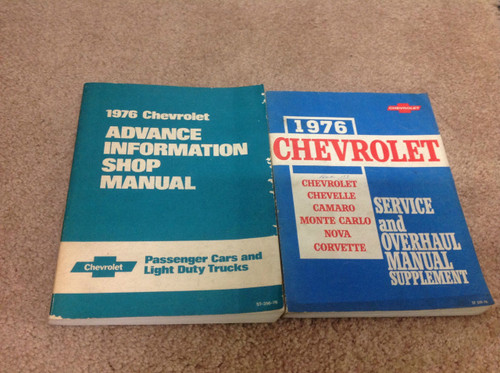 1976 Chevrolet
ADVANCE
INFORMATION
SHOP
MANUAL
Chevrolet
Passenger Cars and
Light Duty Trucks
CHEVROLET
1976
CHEVROLET
CHEVROLET
CHEVELLE
CAMARO
MONTE CARLO
NOVA
CORVETTE
SERVICE
and
OVERHAUL
MANUAL
SUPPLEMENT